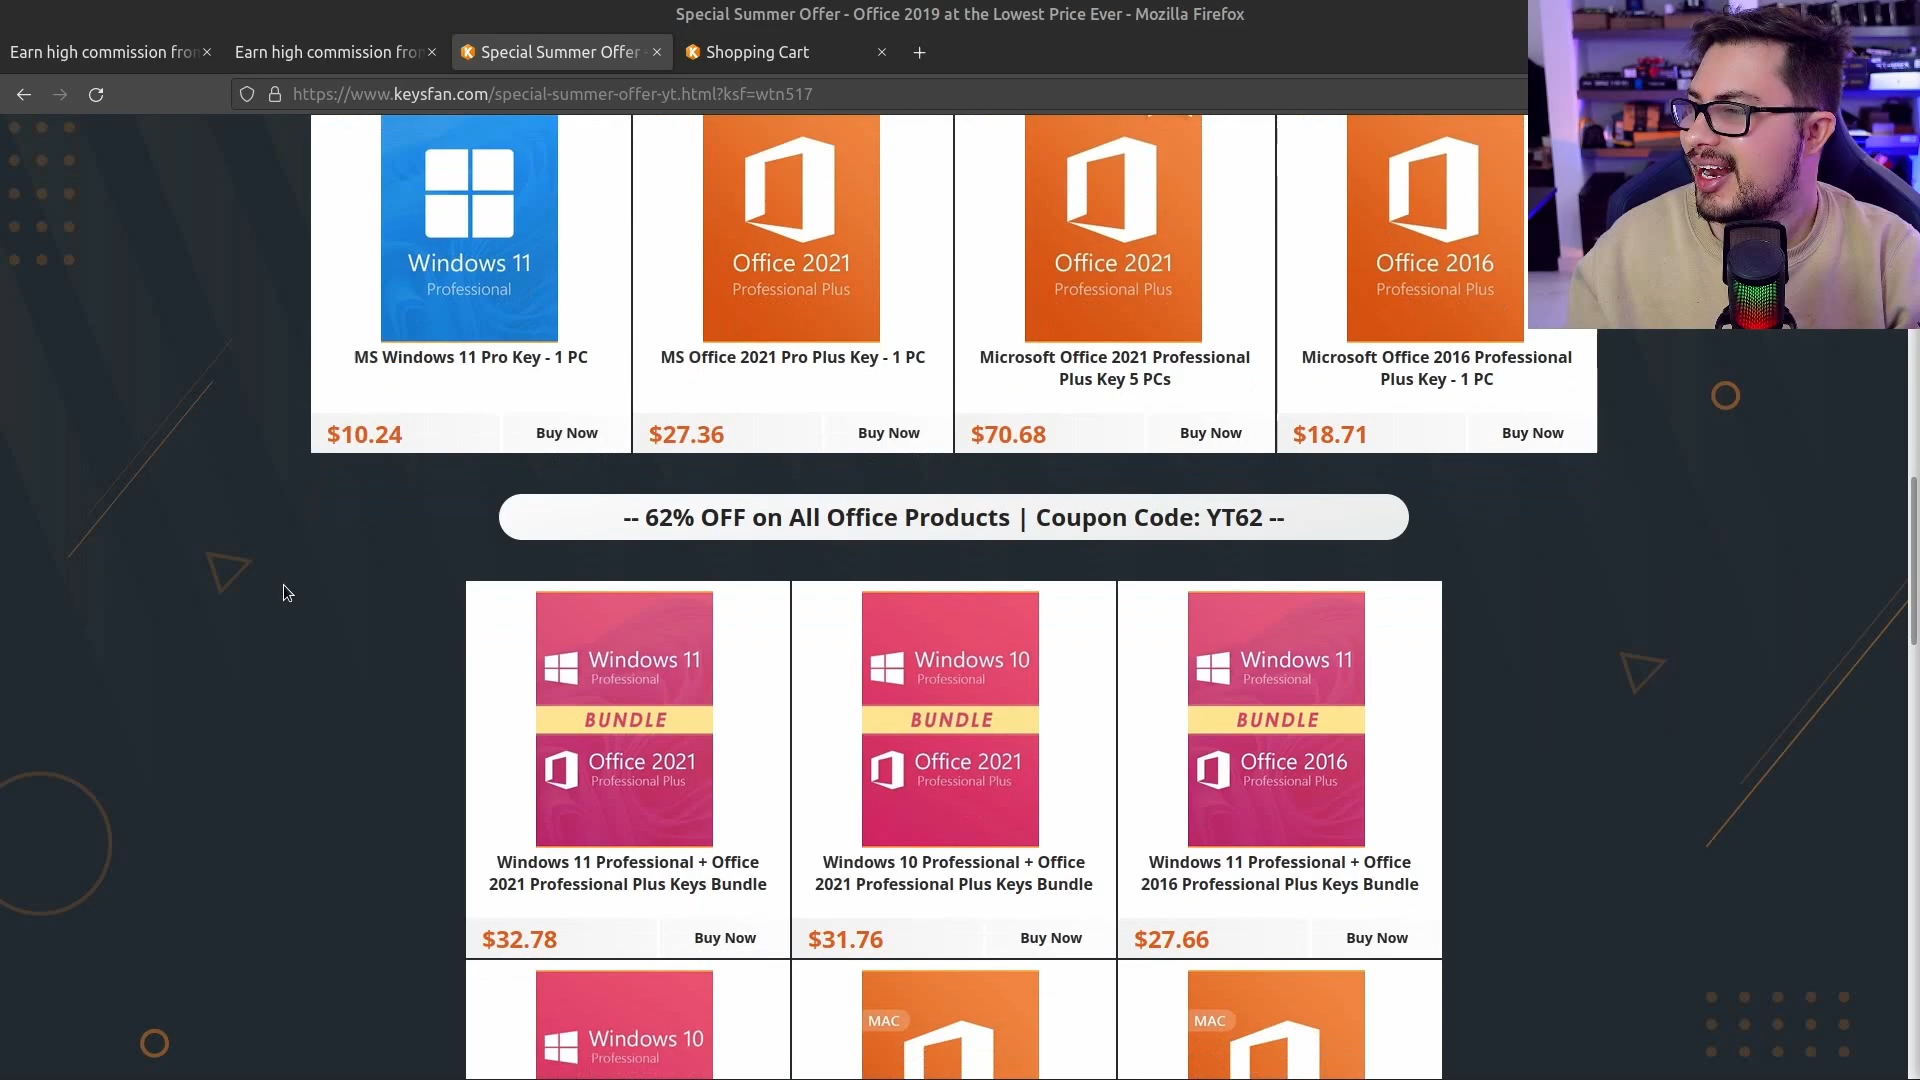 Special Summer Offer - Office 2019 at the Lowest Price Ever - Mozilla Firefox
Earn high commission from
Earn high commission from
Special Summer Offer
Shopping Cart
https://www.keysfan.com/special-summer-offer-yt.html?ksf=wtn517
Windows 11
Professional
MS Windows 11 Pro Key - 1 PC
$10.24
Buy Now
Office 2021
Professional Plus
MS Office 2021 Pro Plus Key - 1 PC
$27.36
Buy Now
Office 2021
Professional Plus
Microsoft Office 2021 Professional
Plus Key 5 PCs
$70.68
Buy Now
Office 2016
Professional Plus
Microsoft Office 2016 Professional
Plus Key - 1 PC
$18.71
Buy Now
-- 62% OFF on All Office Products | Coupon Code: YT62 --
Windows 11
Professional
BUNDLE
Office 2021
Professional Plus
Windows 11 Professional + Office
2021 Professional Plus Keys Bundle
$32.78
Buy Now
Windows 10
Professional
BUNDLE
Office 2021
Professional Plus
Windows 10 Professional + Office
2021 Professional Plus Keys Bundle
$31.76
Buy Now
Windows 11
Professional
BUNDLE
Office 2016
Professional Plus
Windows 11 Professional + Office
2016 Professional Plus Keys Bundle
$27.66
Buy Now
Windows 10
Professional
MAC
MAC